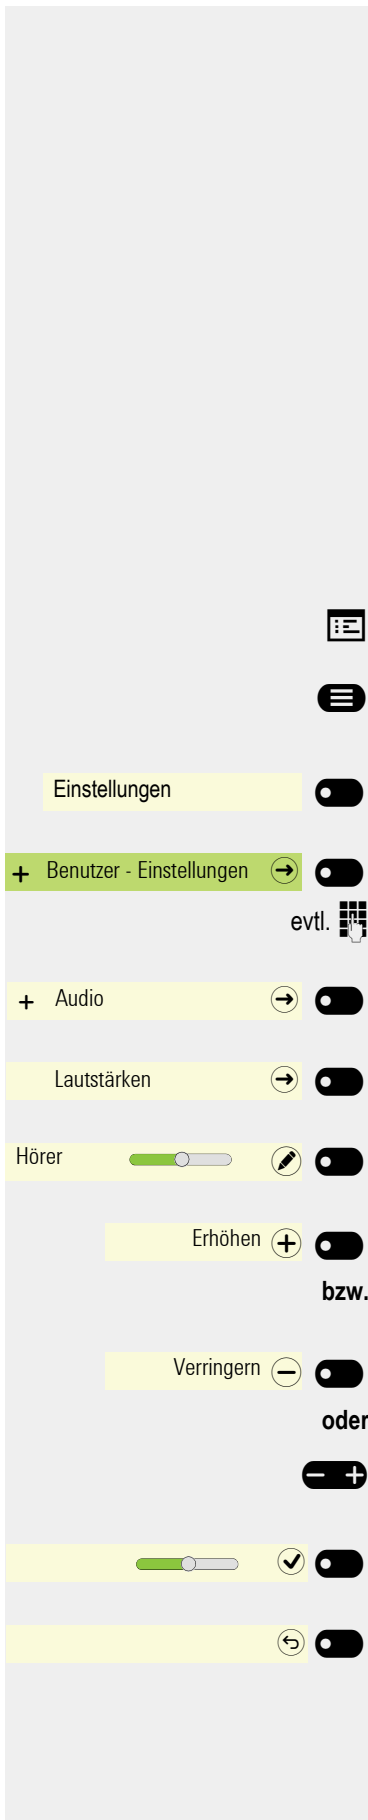 Einstellungen
+ Benutzer - Einstellungen
evtl.
+ Audio
Lautstärken
Hörer
Erhöhen
bzw.
Verringern
oder
− +